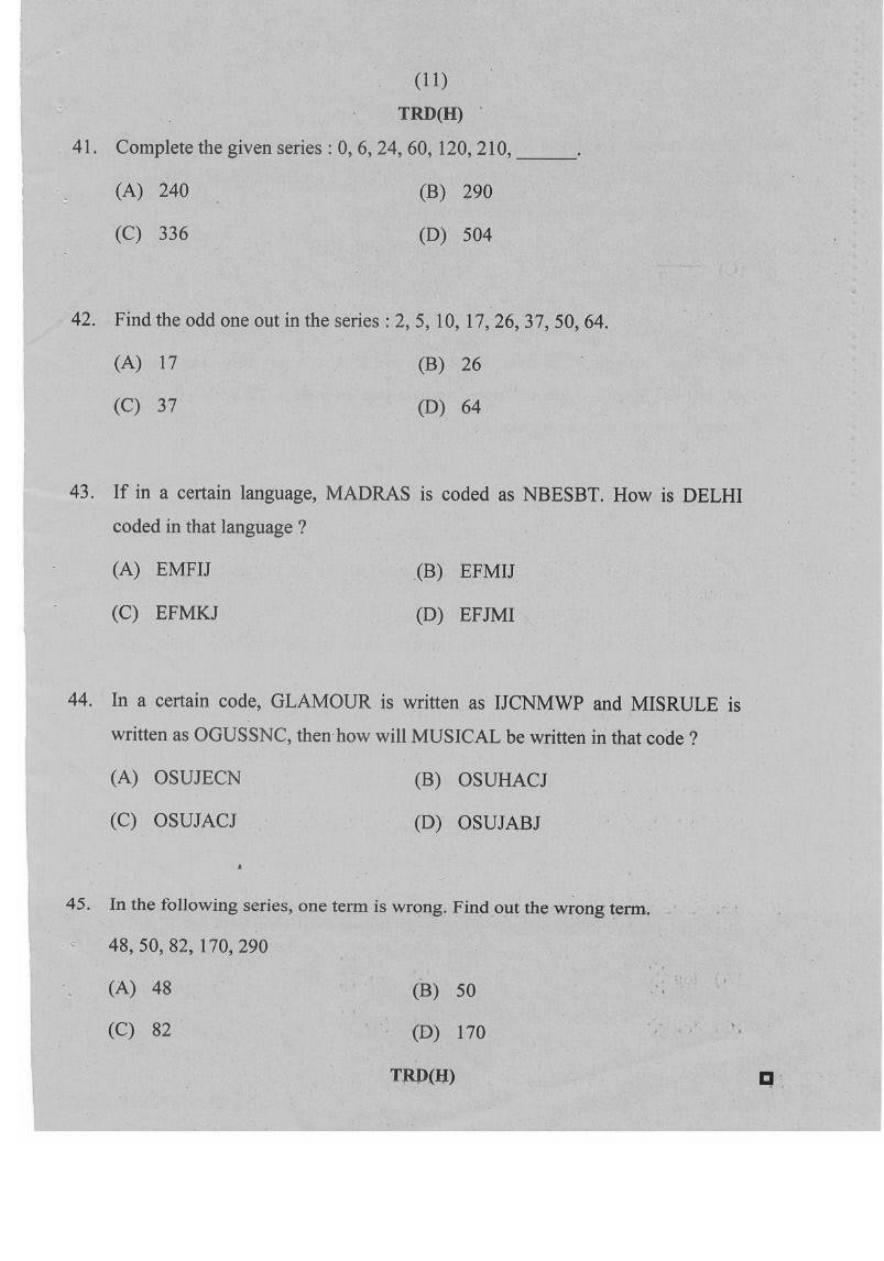 (11)
TRD(H)
41. Complete the given series : 0, 6, 24, 60, 120, 210, ______.
(A) 240 (B) 290
(C) 336 (D) 504
42. Find the odd one out in the series : 2, 5, 10, 17, 26, 37, 50, 64.
(A) 17 (B) 26
(C) 37 (D) 64
43. If in a certain language, MADRAS is coded as NBESBT. How is DELHI
coded in that language ?
(A) EMFIJ (B) EFMIJ
(C) EFMKJ (D) EFJMI
44. In a certain code, GLAMOUR is written as IJCNMWP and MISRULE is
written as OGUSSNC, then how will MUSICAL be written in that code ?
(A) OSUJECN (B) OSUHACJ
(C) OSUJACJ (D) OSUJABJ
45. In the following series, one term is wrong. Find out the wrong term.
48, 50, 82, 170, 290
(A) 48 (B) 50
(C) 82 (D) 170
TRD(H)